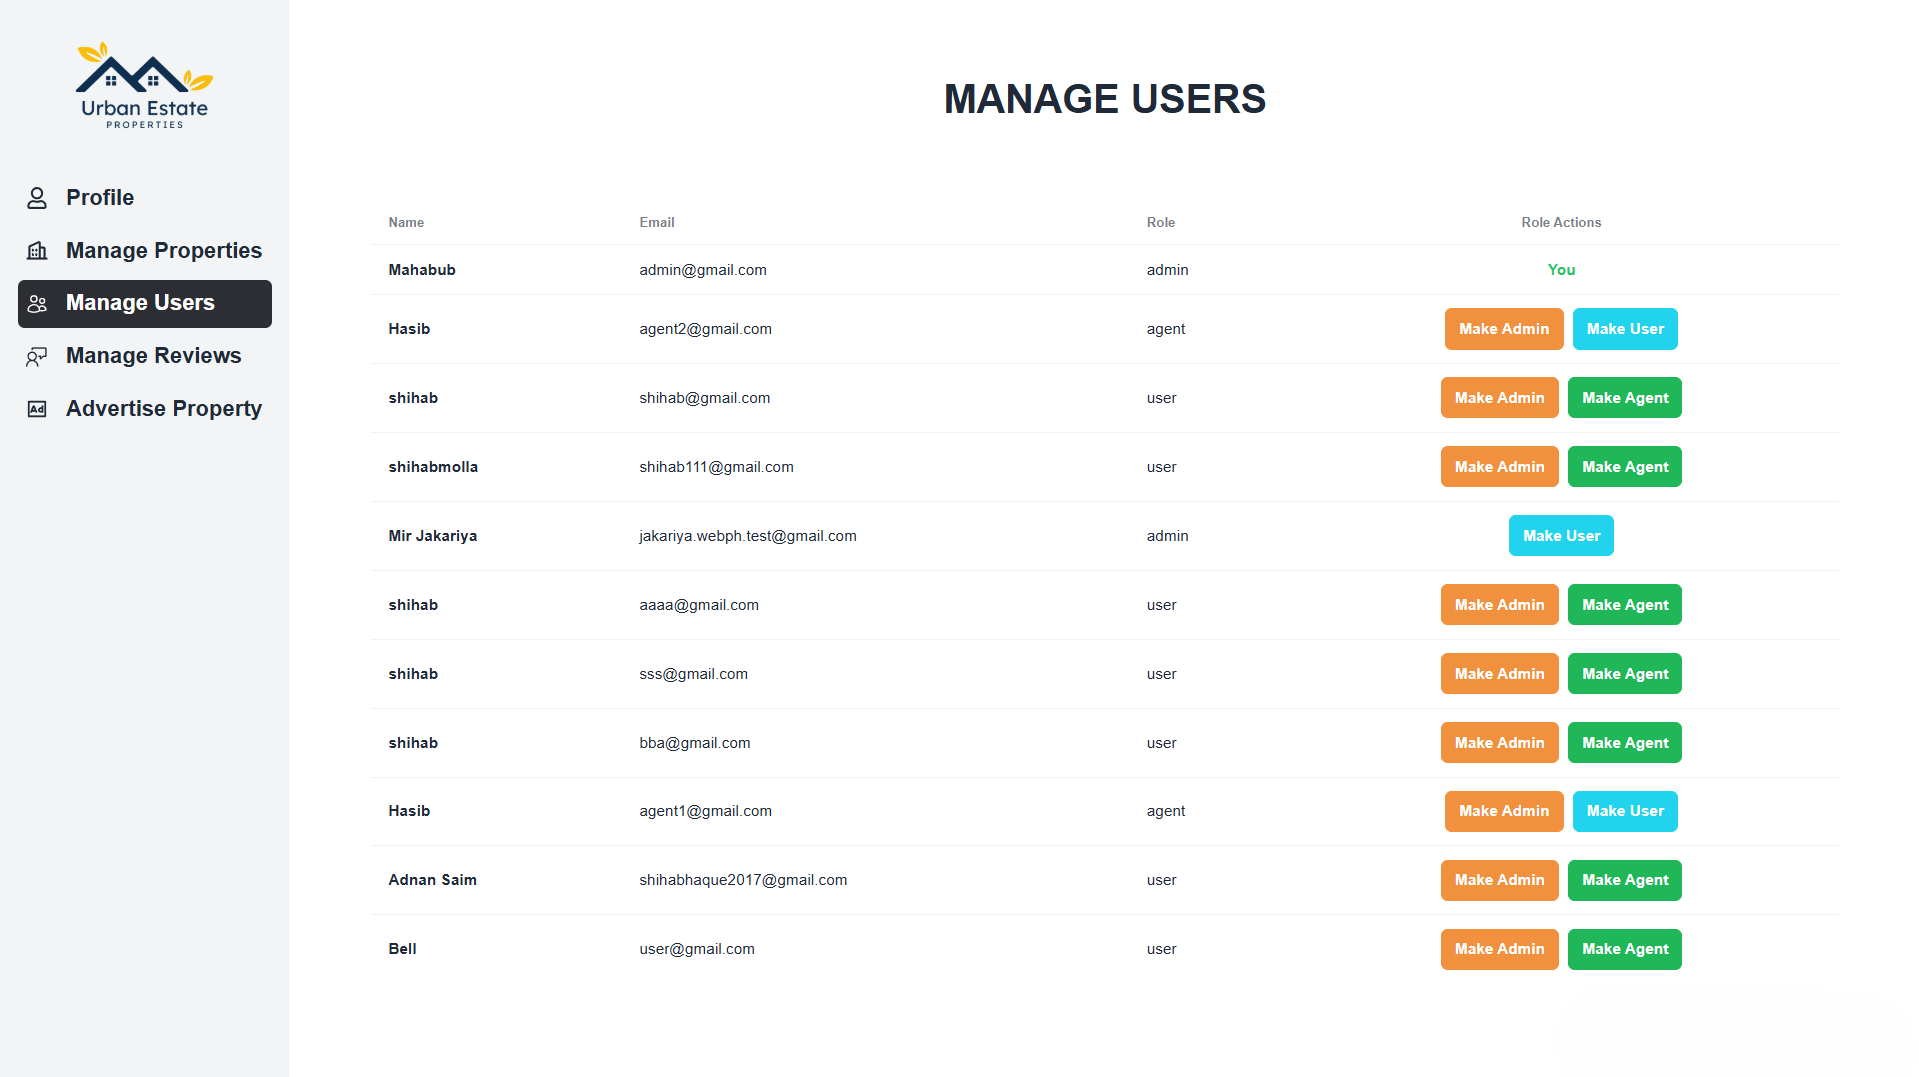 Urban Estate
PROPERTIES
Profile
Manage Properties
Manage Users
Manage Reviews
Ad Advertise Property
MANAGE USERS
Name Email Role Role Actions
Mahabub admin@gmail.com admin You
Hasib agent2@gmail.com agent Make Admin Make User
shihab shihab@gmail.com user Make Admin Make Agent
shihabmolla shihab111@gmail.com user Make Admin Make Agent
Mir Jakariya jakariya.webph.test@gmail.com admin Make User
shihab aaaa@gmail.com user Make Admin Make Agent
shihab sss@gmail.com user Make Admin Make Agent
shihab bba@gmail.com user Make Admin Make Agent
Hasib agent1@gmail.com agent Make Admin Make User
Adnan Saim shihabhaque2017@gmail.com user Make Admin Make Agent
Bell user@gmail.com user Make Admin Make Agent